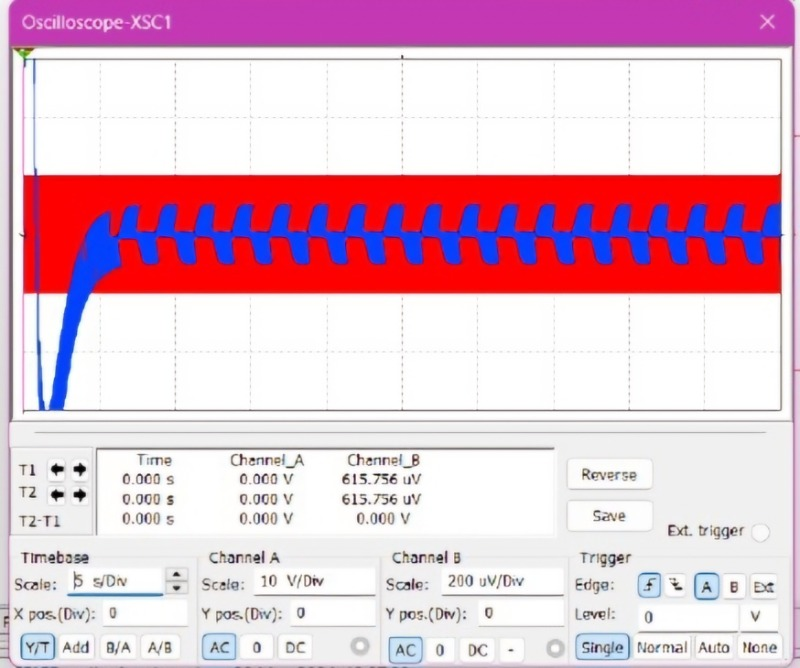 Oscilloscope-XSC1
T1
T2
T2-T1
Time Channel_A Channel_B
0.000 s 0.000 V 615.756 uV
0.000 s 0.000 V 615.756 uV
0.000 s 0.000 V 0.000 V
Reverse
Save
Ext. trigger
Timebase
Scale: 5 s/Div
X pos.(Div): 0
Y/T Add B/A A/B
Channel A
Scale: 10 V/Div
Y pos.(Div): 0
AC 0 DC
Channel B
Scale: 200 uV/Div
Y pos.(Div): 0
AC 0 DC -
Trigger
Edge: A B Ext
Level: 0 V
Single Normal Auto None